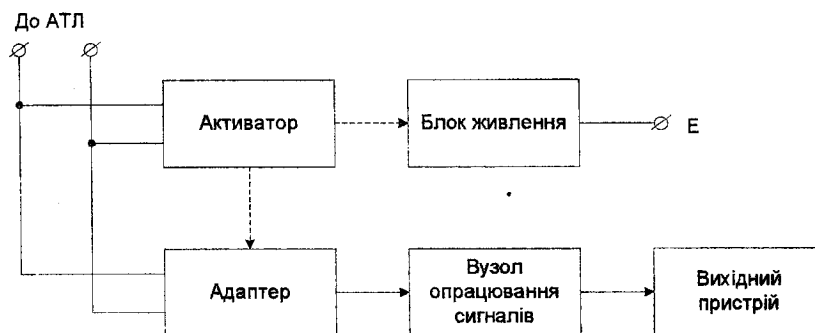 До АТЛ
Активатор
Блок живлення
E
Адаптер
Вузол
опрацювання
сигналів
Вихідний
пристрій